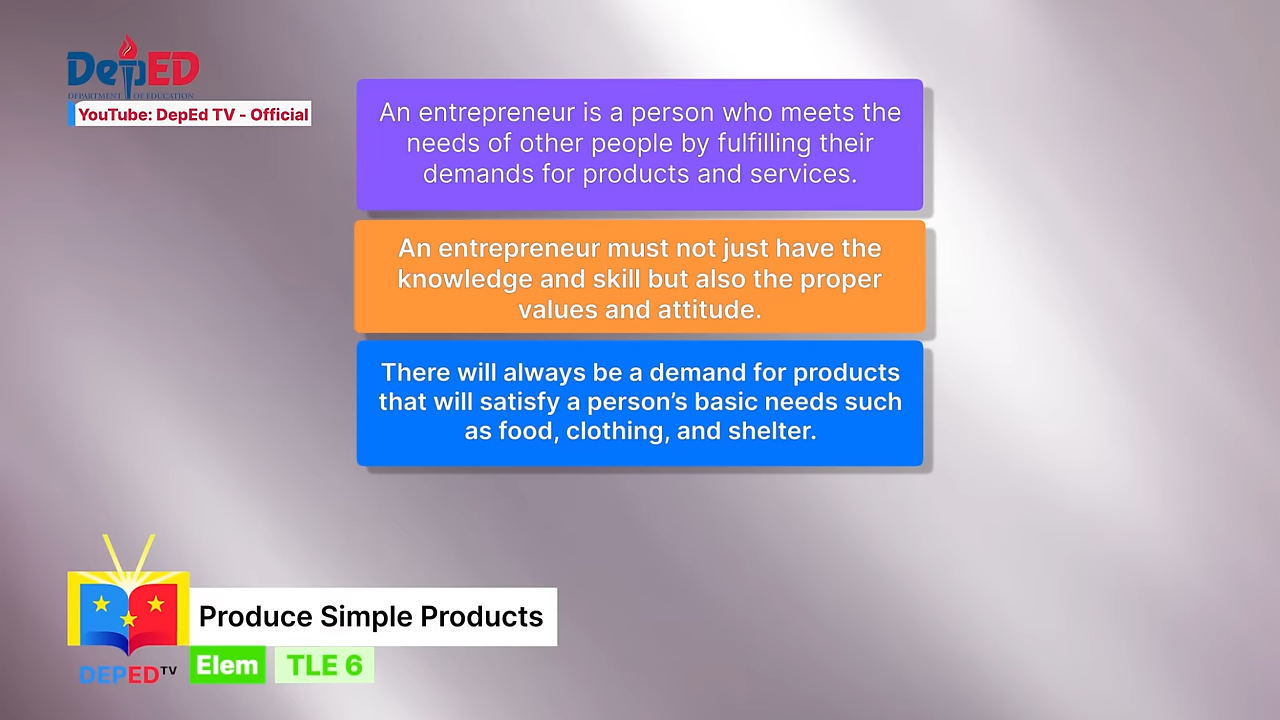 DepED
DEPARTMENT OF EDUCATION
YouTube: DepEd TV - Official
An entrepreneur is a person who meets the
needs of other people by fulfilling their
demands for products and services.
An entrepreneur must not just have the
knowledge and skill but also the proper
values and attitude.
There will always be a demand for products
that will satisfy a person’s basic needs such
as food, clothing, and shelter.
Produce Simple Products
DEPED TV
Elem
TLE 6